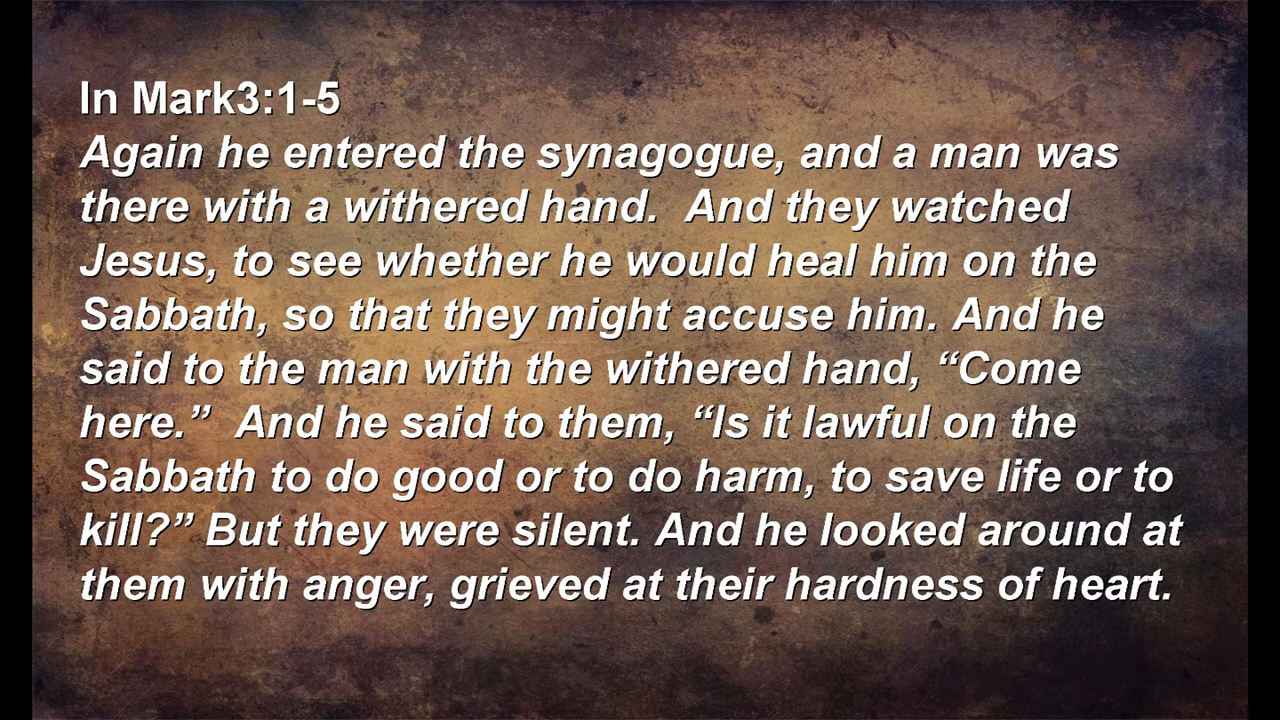 In Mark3:1-5
Again he entered the synagogue, and a man was
there with a withered hand.  And they watched
Jesus, to see whether he would heal him on the
Sabbath, so that they might accuse him. And he
said to the man with the withered hand, “Come
here.”  And he said to them, “Is it lawful on the
Sabbath to do good or to do harm, to save life or to
kill?” But they were silent. And he looked around at
them with anger, grieved at their hardness of heart.